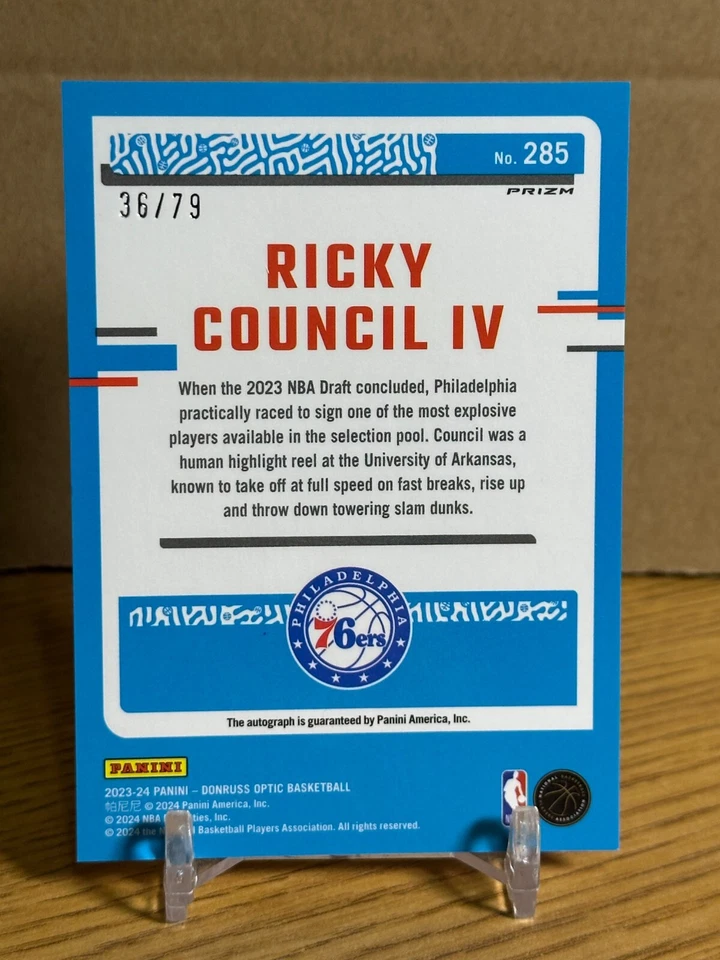 No. 285
PRIZM
36/79
RICKY
COUNCIL IV
When the 2023 NBA Draft concluded, Philadelphia
practically raced to sign one of the most explosive
players available in the selection pool. Council was a
human highlight reel at the University of Arkansas,
known to take off at full speed on fast breaks, rise up
and throw down towering slam dunks.
PHILADELPHIA
76ers
The autograph is guaranteed by Panini America, Inc.
PANINI
2023-24 PANINI – DONRUSS OPTIC BASKETBALL
帕尼尼 © 2024 Panini America, Inc.
© 2024 NBA Inc.
© 2024 the Basketball Players Association. All rights reserved.